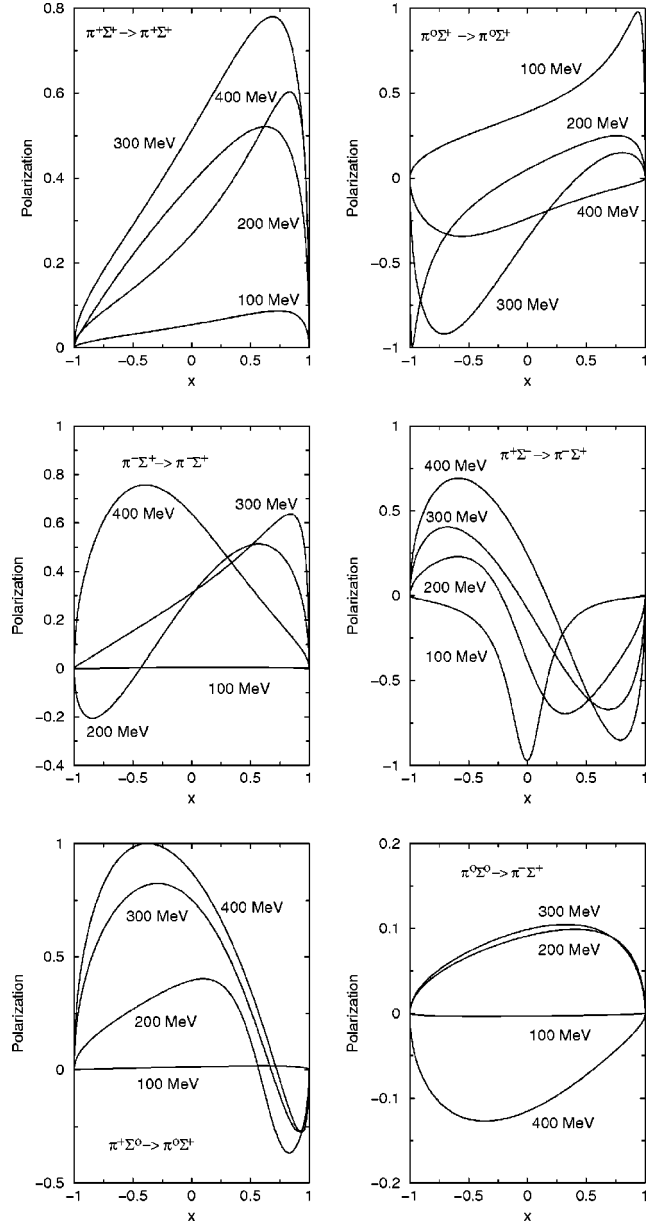 π⁺Σ⁺−> π⁺Σ⁺
400 MeV
300 MeV
200 MeV
100 MeV
Polarization
0.8
0.6
0.4
0.2
0
−1 −0.5 0 0.5 1
x
π⁰Σ⁺ −> π⁰Σ⁺
100 MeV
200 MeV
400 MeV
300 MeV
Polarization
1
0.5
0
−0.5
−1
−1 −0.5 0 0.5 1
x
π⁻Σ⁺−> π⁻Σ⁺
300 MeV
400 MeV
100 MeV
200 MeV
Polarization
1
0.8
0.6
0.4
0.2
0
−0.2
−0.4
−1 −0.5 0 0.5 1
x
π⁺Σ⁻−> π⁻Σ⁺
400 MeV
300 MeV
200 MeV
100 MeV
Polarization
1
0.5
0
−0.5
−1
−1 −0.5 0 0.5 1
x
400 MeV
300 MeV
200 MeV
100 MeV
π⁺Σ⁰−> π⁰Σ⁺
Polarization
1
0.5
0
−0.5
−1 −0.5 0 0.5 1
x
π⁰Σ⁰−> π⁻Σ⁺
300 MeV
200 MeV
100 MeV
400 MeV
Polarization
0.2
0.1
0
−0.1
0.2
−1 −0.5 0 0.5 1
x